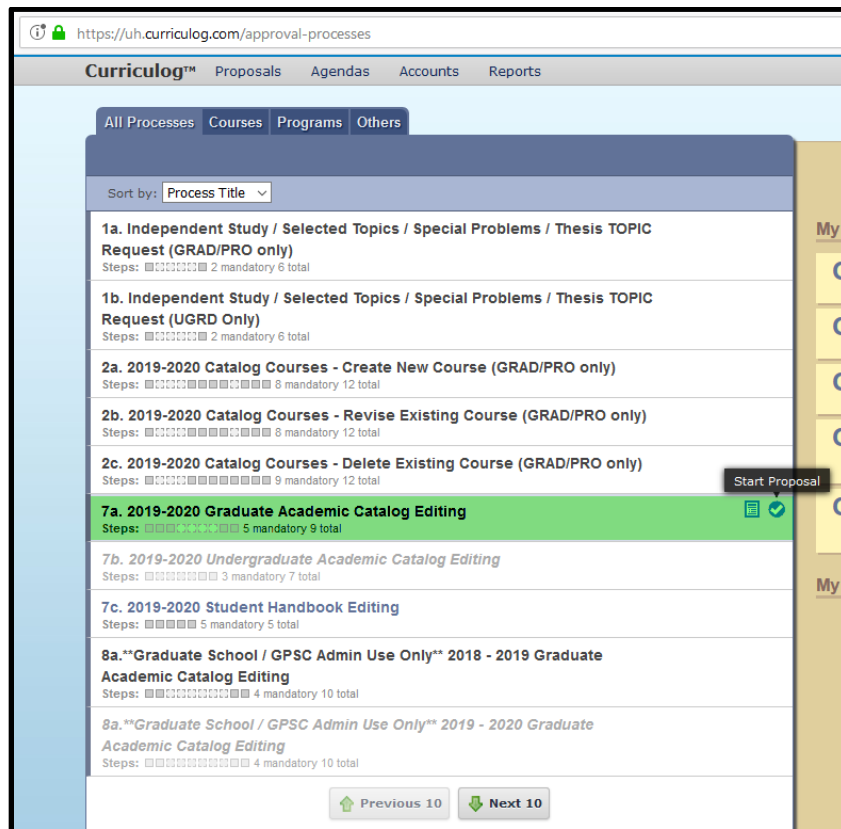 https://uh.curriculog.com/approval-processes
Curriculog™ Proposals Agendas Accounts Reports
All Processes Courses Programs Others
Sort by: Process Title
1a. Independent Study / Selected Topics / Special Problems / Thesis TOPIC
Request (GRAD/PRO only)
Steps: 2 mandatory 6 total
1b. Independent Study / Selected Topics / Special Problems / Thesis TOPIC
Request (UGRD Only)
Steps: 2 mandatory 6 total
2a. 2019-2020 Catalog Courses - Create New Course (GRAD/PRO only)
Steps: 8 mandatory 12 total
2b. 2019-2020 Catalog Courses - Revise Existing Course (GRAD/PRO only)
Steps: 8 mandatory 12 total
2c. 2019-2020 Catalog Courses - Delete Existing Course (GRAD/PRO only)
Steps: 9 mandatory 12 total
Start Proposal
7a. 2019-2020 Graduate Academic Catalog Editing
Steps: 5 mandatory 9 total
7b. 2019-2020 Undergraduate Academic Catalog Editing
Steps: 3 mandatory 7 total
7c. 2019-2020 Student Handbook Editing
Steps: 5 mandatory 5 total
8a.**Graduate School / GPSC Admin Use Only** 2018 - 2019 Graduate
Academic Catalog Editing
Steps: 4 mandatory 10 total
8a.**Graduate School / GPSC Admin Use Only** 2019 - 2020 Graduate
Academic Catalog Editing
Steps: 4 mandatory 10 total
Previous 10 Next 10
My
My